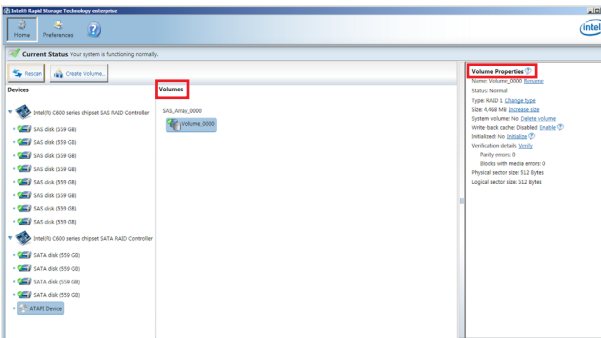 Intel® Rapid Storage Technology enterprise
Home
Preferences
intel
Current Status Your system is functioning normally.
Rescan
Create Volume...
Devices
Volumes
Intel(R) C600 series chipset SAS RAID Controller
SAS disk (559 GB)
SAS disk (559 GB)
SAS disk (559 GB)
SAS disk (559 GB)
SAS disk (559 GB)
SAS disk (559 GB)
SAS disk (559 GB)
SAS disk (559 GB)
Intel(R) C600 series chipset SATA RAID Controller
SATA disk (559 GB)
SATA disk (559 GB)
SATA disk (559 GB)
SATA disk (559 GB)
ATAPI Device
SAS_Array_0000
Volume_0000
Volume Properties ?
Name: Volume_0000 Rename
Status: Normal
Type: RAID 1 Change type
Size: 4,468 MB Increase size
System volume: No Delete volume
Write-back cache: Disabled Enable ?
Initialized: No Initialize ?
Verification details Verify
Parity errors: 0
Blocks with media errors: 0
Physical sector size: 512 Bytes
Logical sector size: 512 Bytes